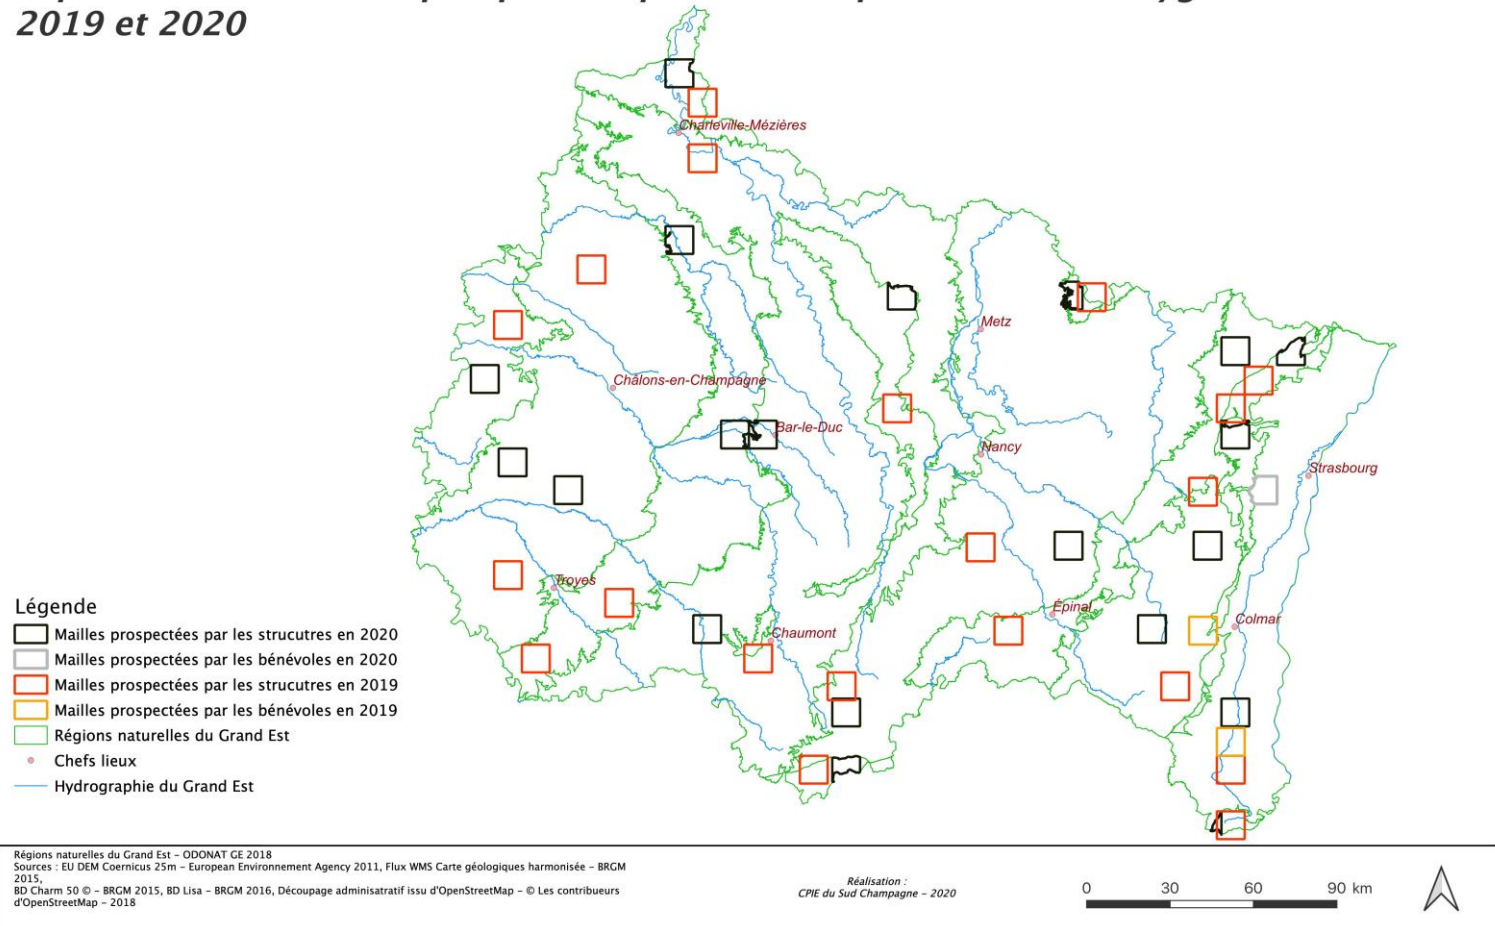 2019 et 2020
Charleville-Mézières
Metz
Châlons-en-Champagne
Bar-le-Duc
Nancy
Strasbourg
Troyes
Épinal
Colmar
Chaumont
Légende
Mailles prospectées par les strucutres en 2020
Mailles prospectées par les bénévoles en 2020
Mailles prospectées par les strucutres en 2019
Mailles prospectées par les bénévoles en 2019
Régions naturelles du Grand Est
Chefs lieux
Hydrographie du Grand Est
Régions naturelles du Grand Est - ODONAT GE 2018
Sources : EU DEM Coernicus 25m - European Environnement Agency 2011, Flux WMS Carte géologiques harmonisée - BRGM
2015,
BD Charm 50 © - BRGM 2015, BD Lisa - BRGM 2016, Découpage adminisatratif issu d'OpenStreetMap - © Les contribueurs
d'OpenStreetMap - 2018
Réalisation :
CPIE du Sud Champagne - 2020
0 30 60 90 km